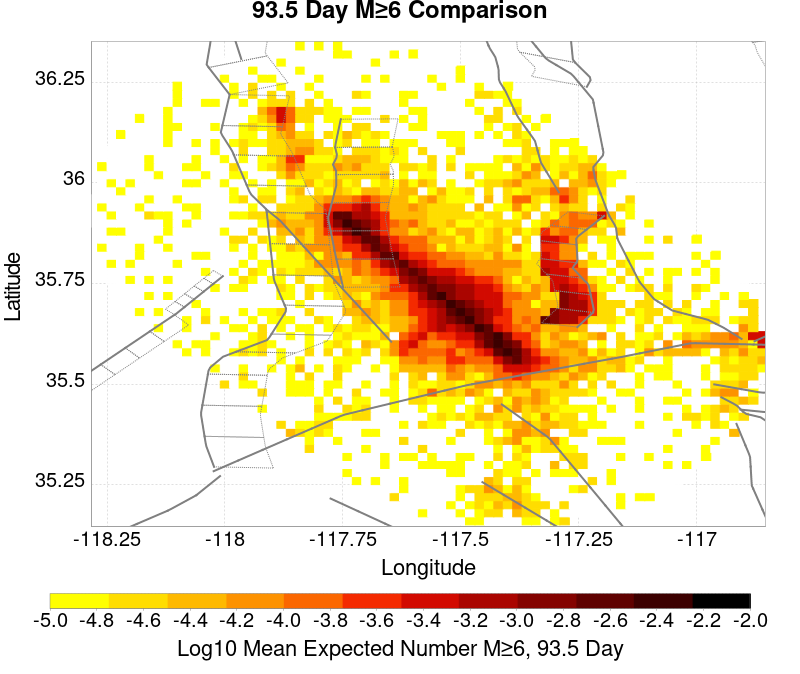 93.5 Day M≥6 Comparison
36.25
36
35.75
35.5
35.25
Latitude
-118.25 -118 -117.75 -117.5 -117.25 -117
Longitude
-5.0 -4.8 -4.6 -4.4 -4.2 -4.0 -3.8 -3.6 -3.4 -3.2 -3.0 -2.8 -2.6 -2.4 -2.2 -2.0
Log10 Mean Expected Number M≥6, 93.5 Day